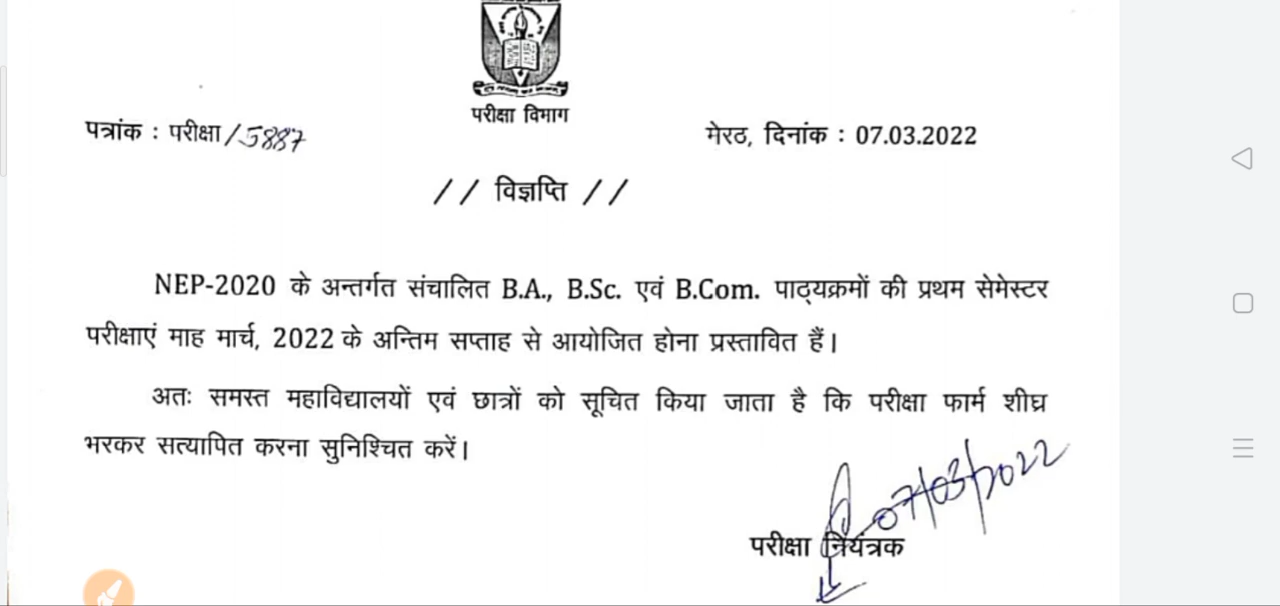 परीक्षा विभाग
पत्रांक : परीक्षा/5887
मेरठ, दिनांक : 07.03.2022
// विज्ञप्ति //
NEP-2020 के अन्तर्गत संचालित B.A., B.Sc. एवं B.Com. पाठ्यक्रमों की प्रथम सेमेस्टर
परीक्षाएं माह मार्च, 2022 के अन्तिम सप्ताह से आयोजित होना प्रस्तावित हैं।
अतः समस्त महाविद्यालयों एवं छात्रों को सूचित किया जाता है कि परीक्षा फार्म शीघ्र
भरकर सत्यापित करना सुनिश्चित करें।
07/03/2022
परीक्षा नियंत्रक